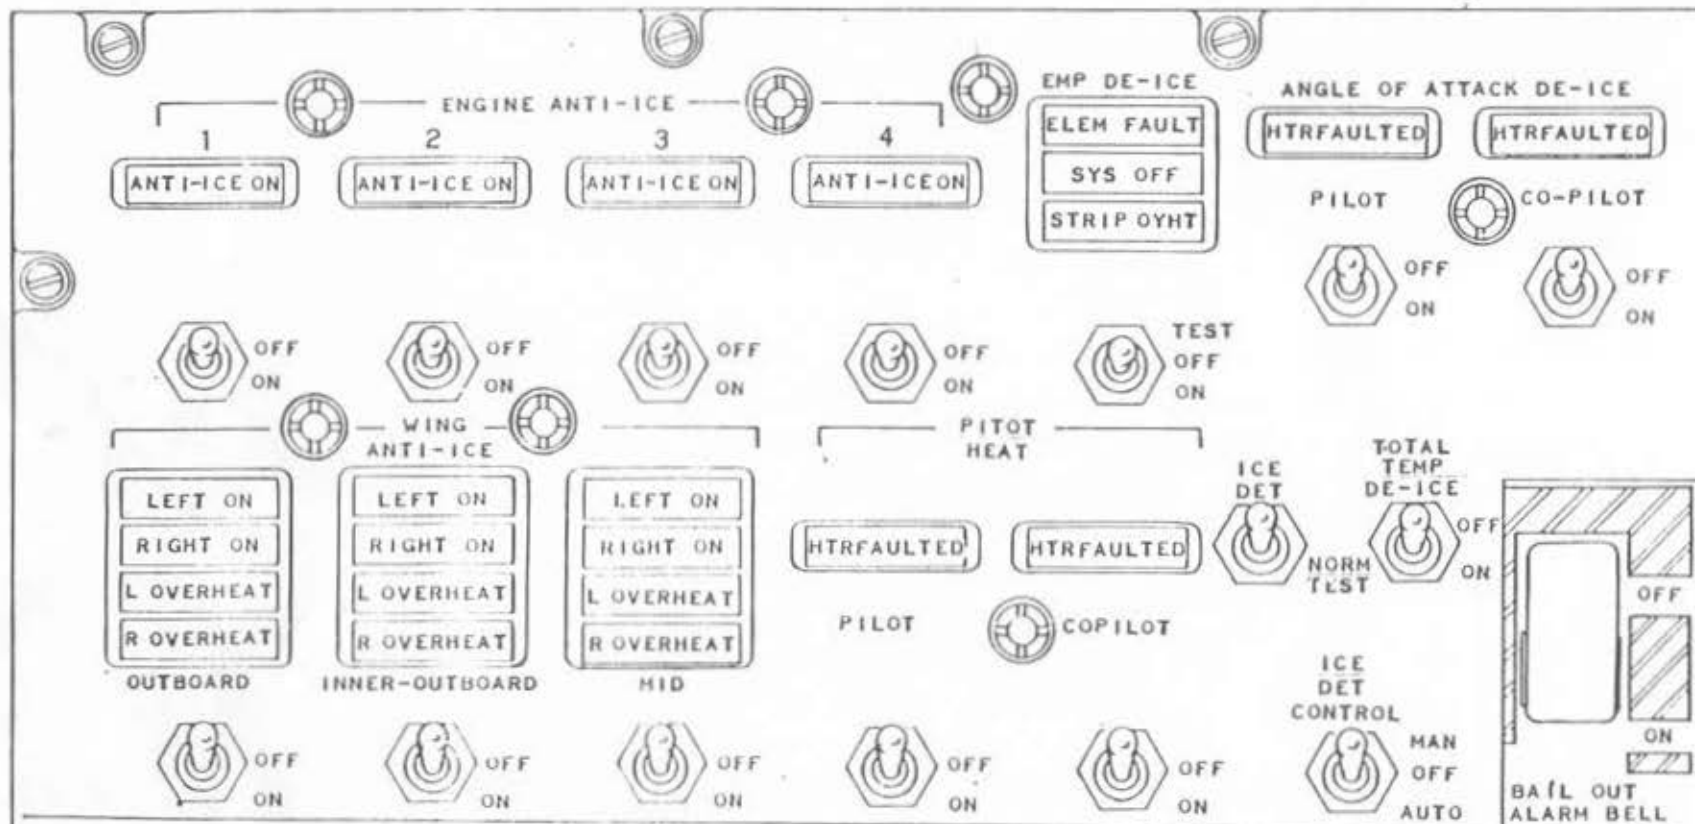 ENGINE ANTI-ICE
1
2
3
4
ANTI-ICE ON
ANTI-ICE ON
ANTI-ICE ON
ANTI-ICE ON
EMP DE-ICE
ELEM FAULT
SYS OFF
STRIP OYHT
ANGLE OF ATTACK DE-ICE
HTRFAULTED
HTRFAULTED
PILOT
CO-PILOT
OFF
ON
OFF
ON
OFF
ON
OFF
ON
OFF
ON
OFF
ON
TEST
OFF
ON
WING
ANTI-ICE
LEFT ON
RIGHT ON
L OVERHEAT
R OVERHEAT
OUTBOARD
LEFT ON
RIGHT ON
L OVERHEAT
R OVERHEAT
INNER-OUTBOARD
LEFT ON
RIGHT ON
L OVERHEAT
R OVERHEAT
MID
PITOT
HEAT
HTRFAULTED
HTRFAULTED
PILOT
COPILOT
ICE
DET
NORM
TEST
TOTAL
TEMP
DE-ICE
OFF
ON
OFF
ON
OFF
ON
OFF
ON
OFF
ON
OFF
ON
ICE
DET
CONTROL
MAN
OFF
AUTO
OFF
ON
BAIL OUT
ALARM BELL